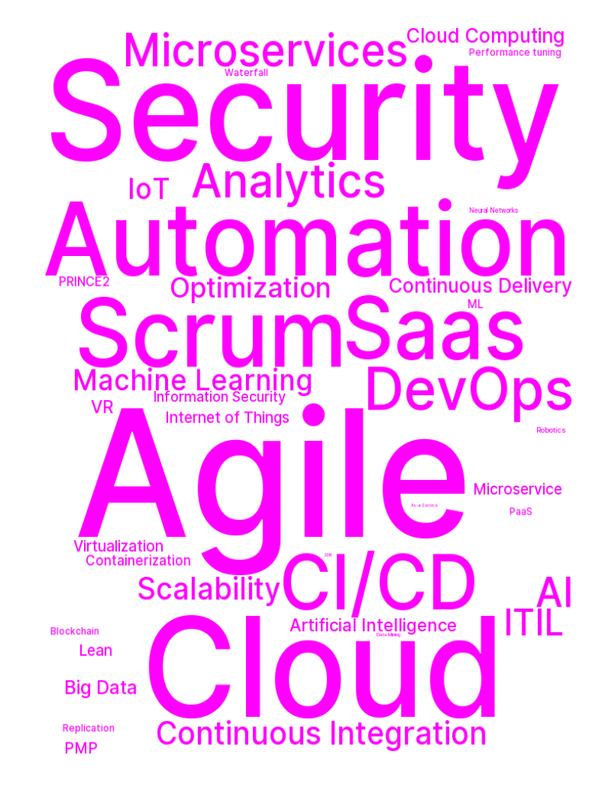 Cloud Computing
Microservices
Performance tuning
Waterfall
Security
IoT
Analytics
Neural Networks
Automation
PRINCE2
Optimization
Continuous Delivery
ML
Scrum
Saas
Machine Learning
DevOps
Information Security
VR
Internet of Things
Robotics
Agile
Microservice
PaaS
Virtualization
Containerization
Scalability
CI/CD
AI
ITIL
Artificial Intelligence
Blockchain
Data Mining
Lean
Cloud
Big Data
Replication
Continuous Integration
PMP